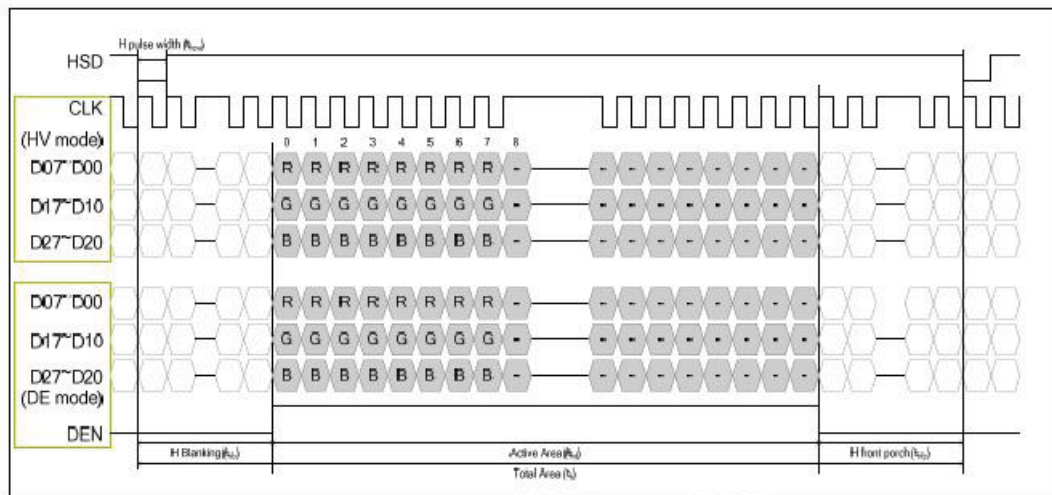 H pulse width
HSD
CLK
(HV mode)
0 1 2 3 4 5 6 7 8
D07~D00 R R R R R R R R - - - - - - - - -
D17~D10 G G G G G G G G - - - - - - - - -
D27~D20 B B B B B B B B - - - - - - - - -
D07~D00 R R R R R R R R - - - - - - - - -
D17~D10 G G G G G G G G - - - - - - - - -
D27~D20 B B B B B B B B - - - - - - - - -
(DE mode)
DEN
H Blanking Active Area H front porch
Total Area